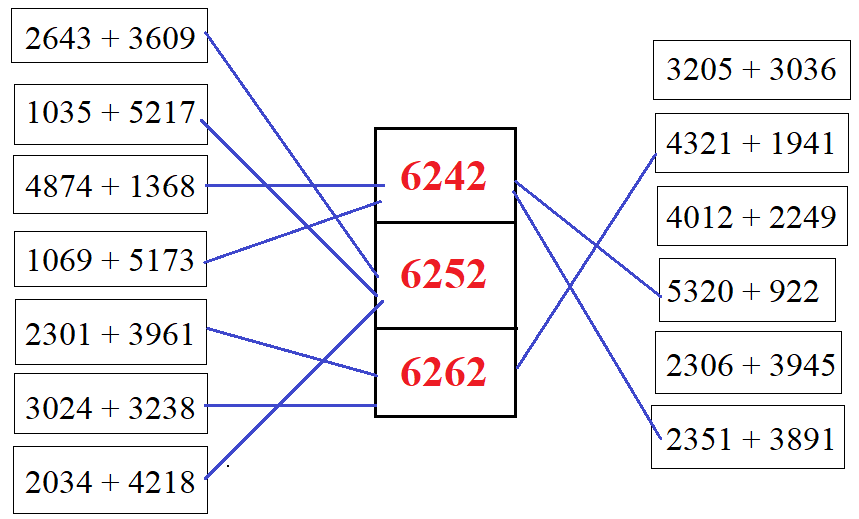 2643 + 3609
1035 + 5217
4874 + 1368
1069 + 5173
2301 + 3961
3024 + 3238
2034 + 4218
6242
6252
6262
3205 + 3036
4321 + 1941
4012 + 2249
5320 + 922
2306 + 3945
2351 + 3891